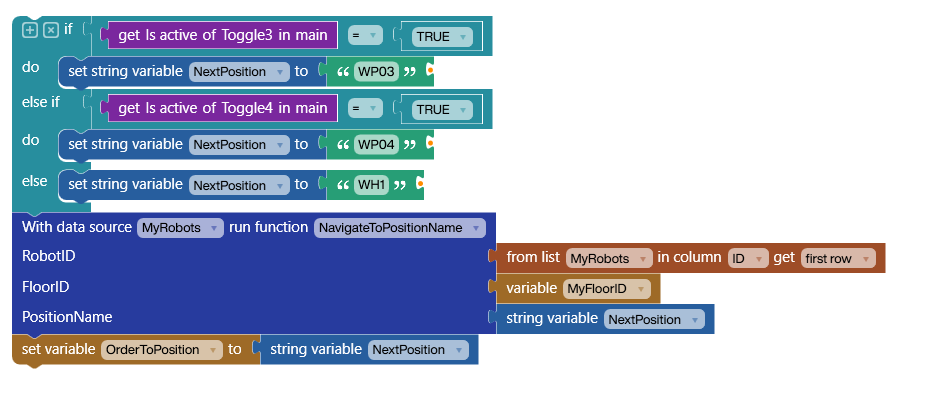 if get Is active of Toggle3 in main = TRUE
do set string variable NextPosition to “ WP03 ”
else if get Is active of Toggle4 in main = TRUE
do set string variable NextPosition to “ WP04 ”
else set string variable NextPosition to “ WH1 ”
With data source MyRobots run function NavigateToPositionName
RobotID from list MyRobots in column ID get first row
FloorID variable MyFloorID
PositionName string variable NextPosition
set variable OrderToPosition to string variable NextPosition